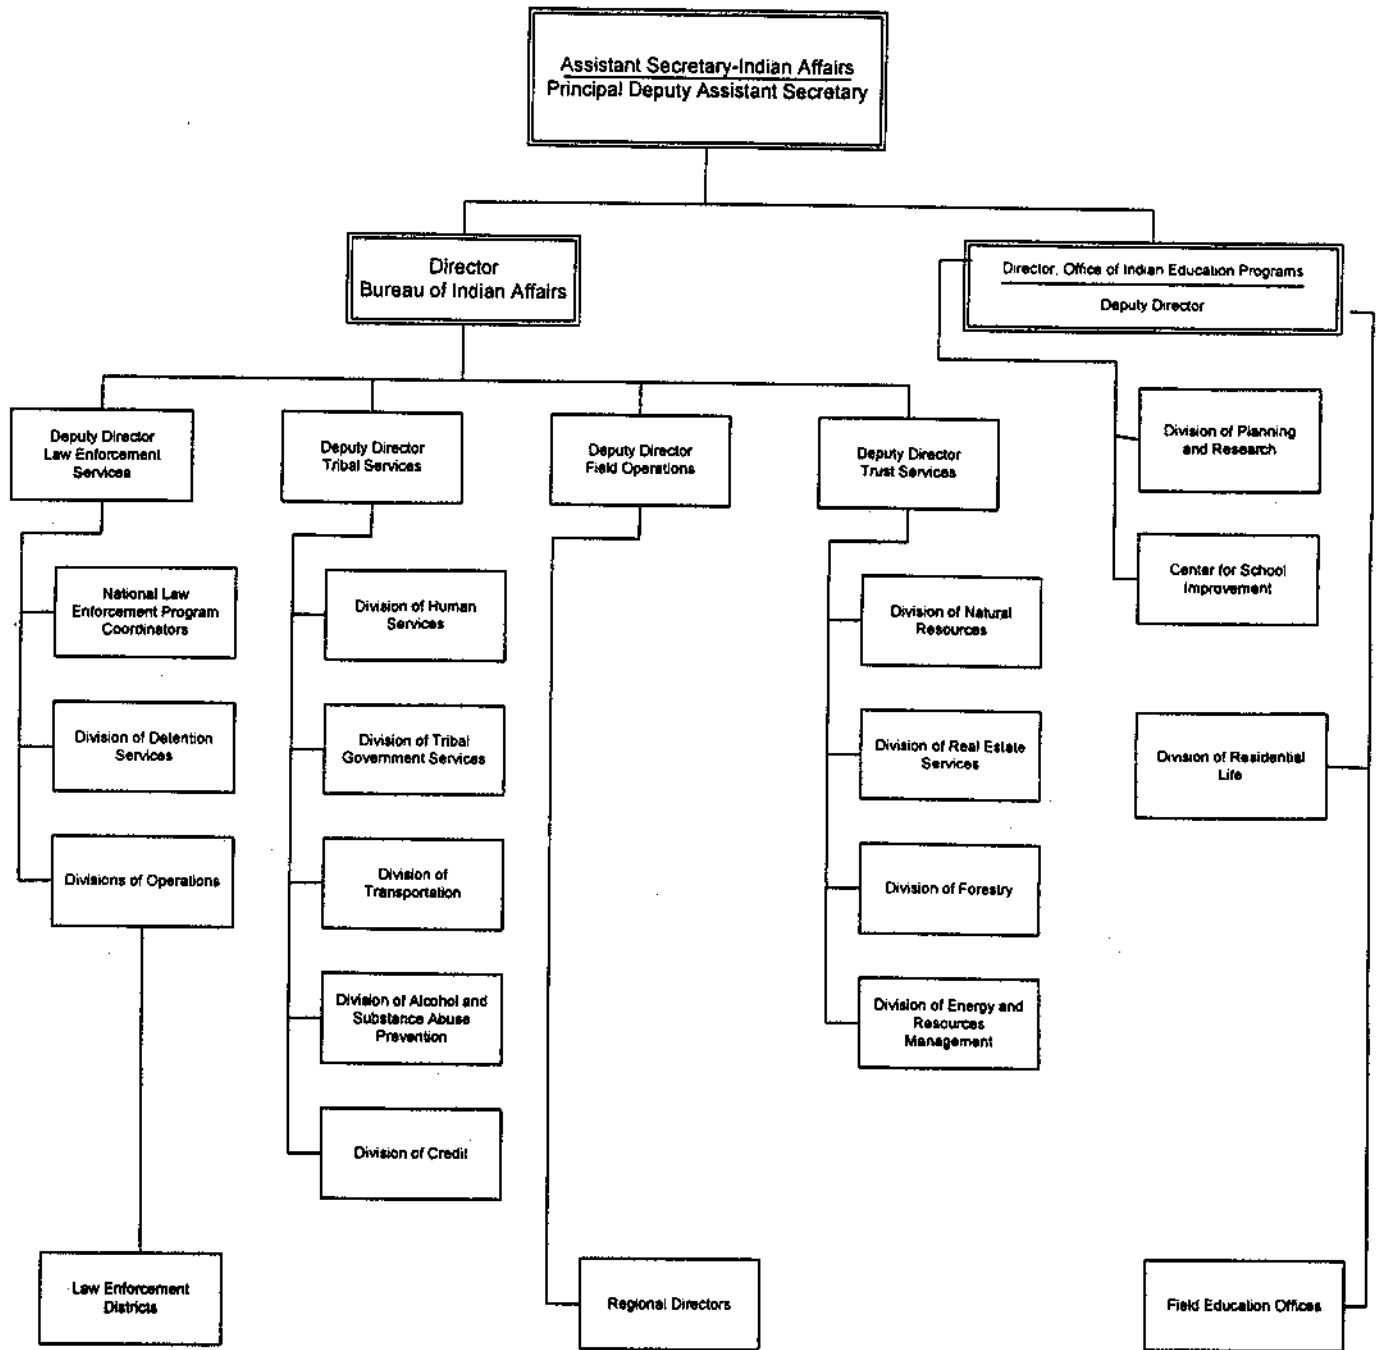 Assistant Secretary-Indian Affairs
Principal Deputy Assistant Secretary
Director
Bureau of Indian Affairs
Director, Office of Indian Education Programs
Deputy Director
Deputy Director
Law Enforcement
Services
Deputy Director
Tribal Services
Deputy Director
Field Operations
Deputy Director
Trust Services
Division of Planning
and Research
National Law
Enforcement Program
Coordinators
Division of Human
Services
Division of Natural
Resources
Center for School
Improvement
Division of Detention
Services
Division of Tribal
Government Services
Division of Real Estate
Services
Division of Residential
Life
Divisions of Operations
Division of
Transportation
Division of Forestry
Division of Alcohol and
Substance Abuse
Prevention
Division of Energy and
Resources
Management
Division of Credit
Law Enforcement
Districts
Regional Directors
Field Education Offices